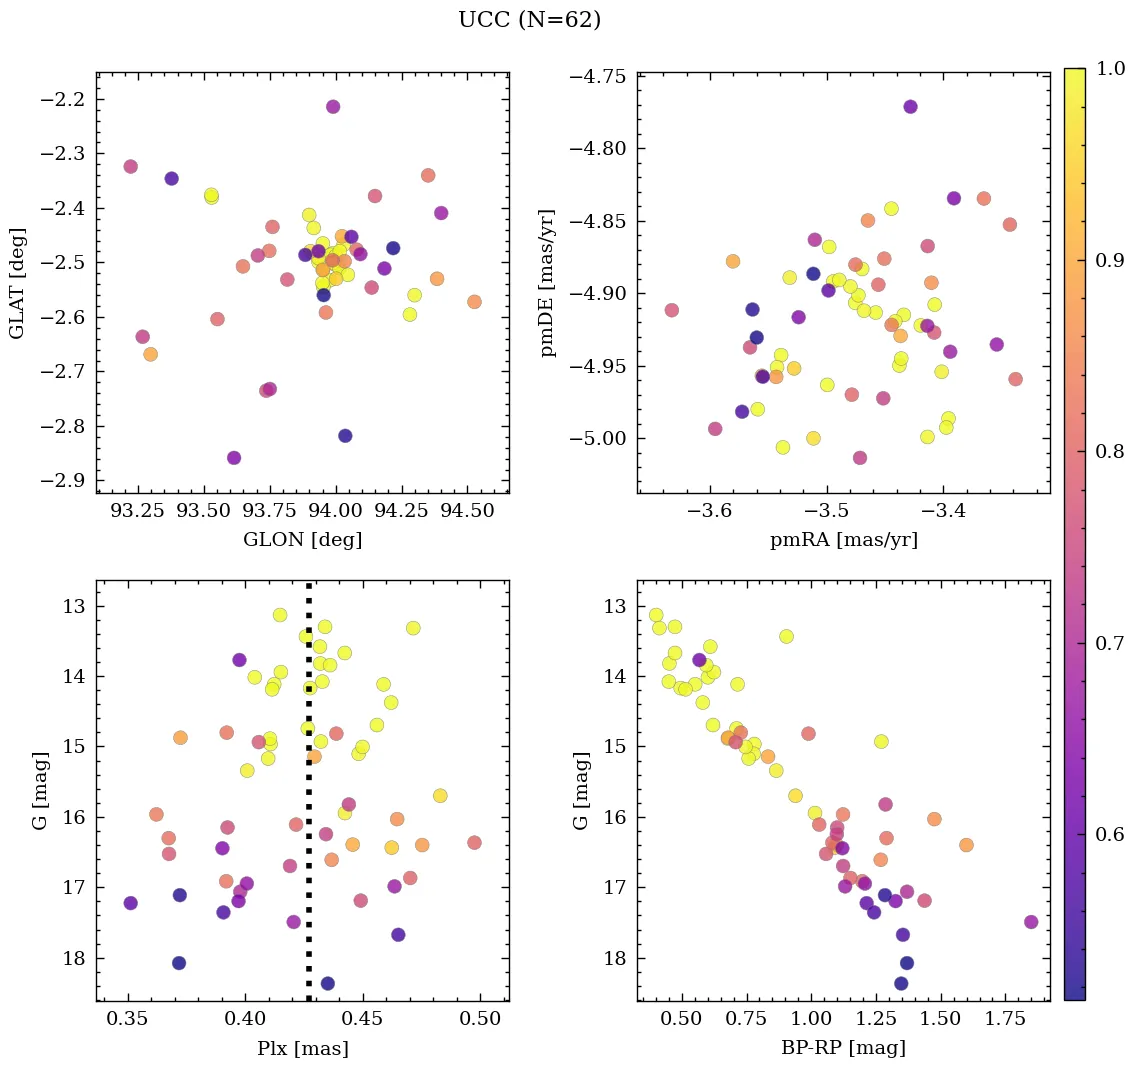 UCC (N=62)
−2.2
−2.3
−2.4
−2.5
−2.6
−2.7
−2.8
−2.9
GLAT [deg]
93.25 93.50 93.75 94.00 94.25 94.50
GLON [deg]
−4.75
−4.80
−4.85
−4.90
−4.95
−5.00
pmDE [mas/yr]
−3.6 −3.5 −3.4
pmRA [mas/yr]
13
14
15
16
17
18
G [mag]
0.35 0.40 0.45 0.50
Plx [mas]
13
14
15
16
17
18
G [mag]
0.50 0.75 1.00 1.25 1.50 1.75
BP-RP [mag]
1.0
0.9
0.8
0.7
0.6